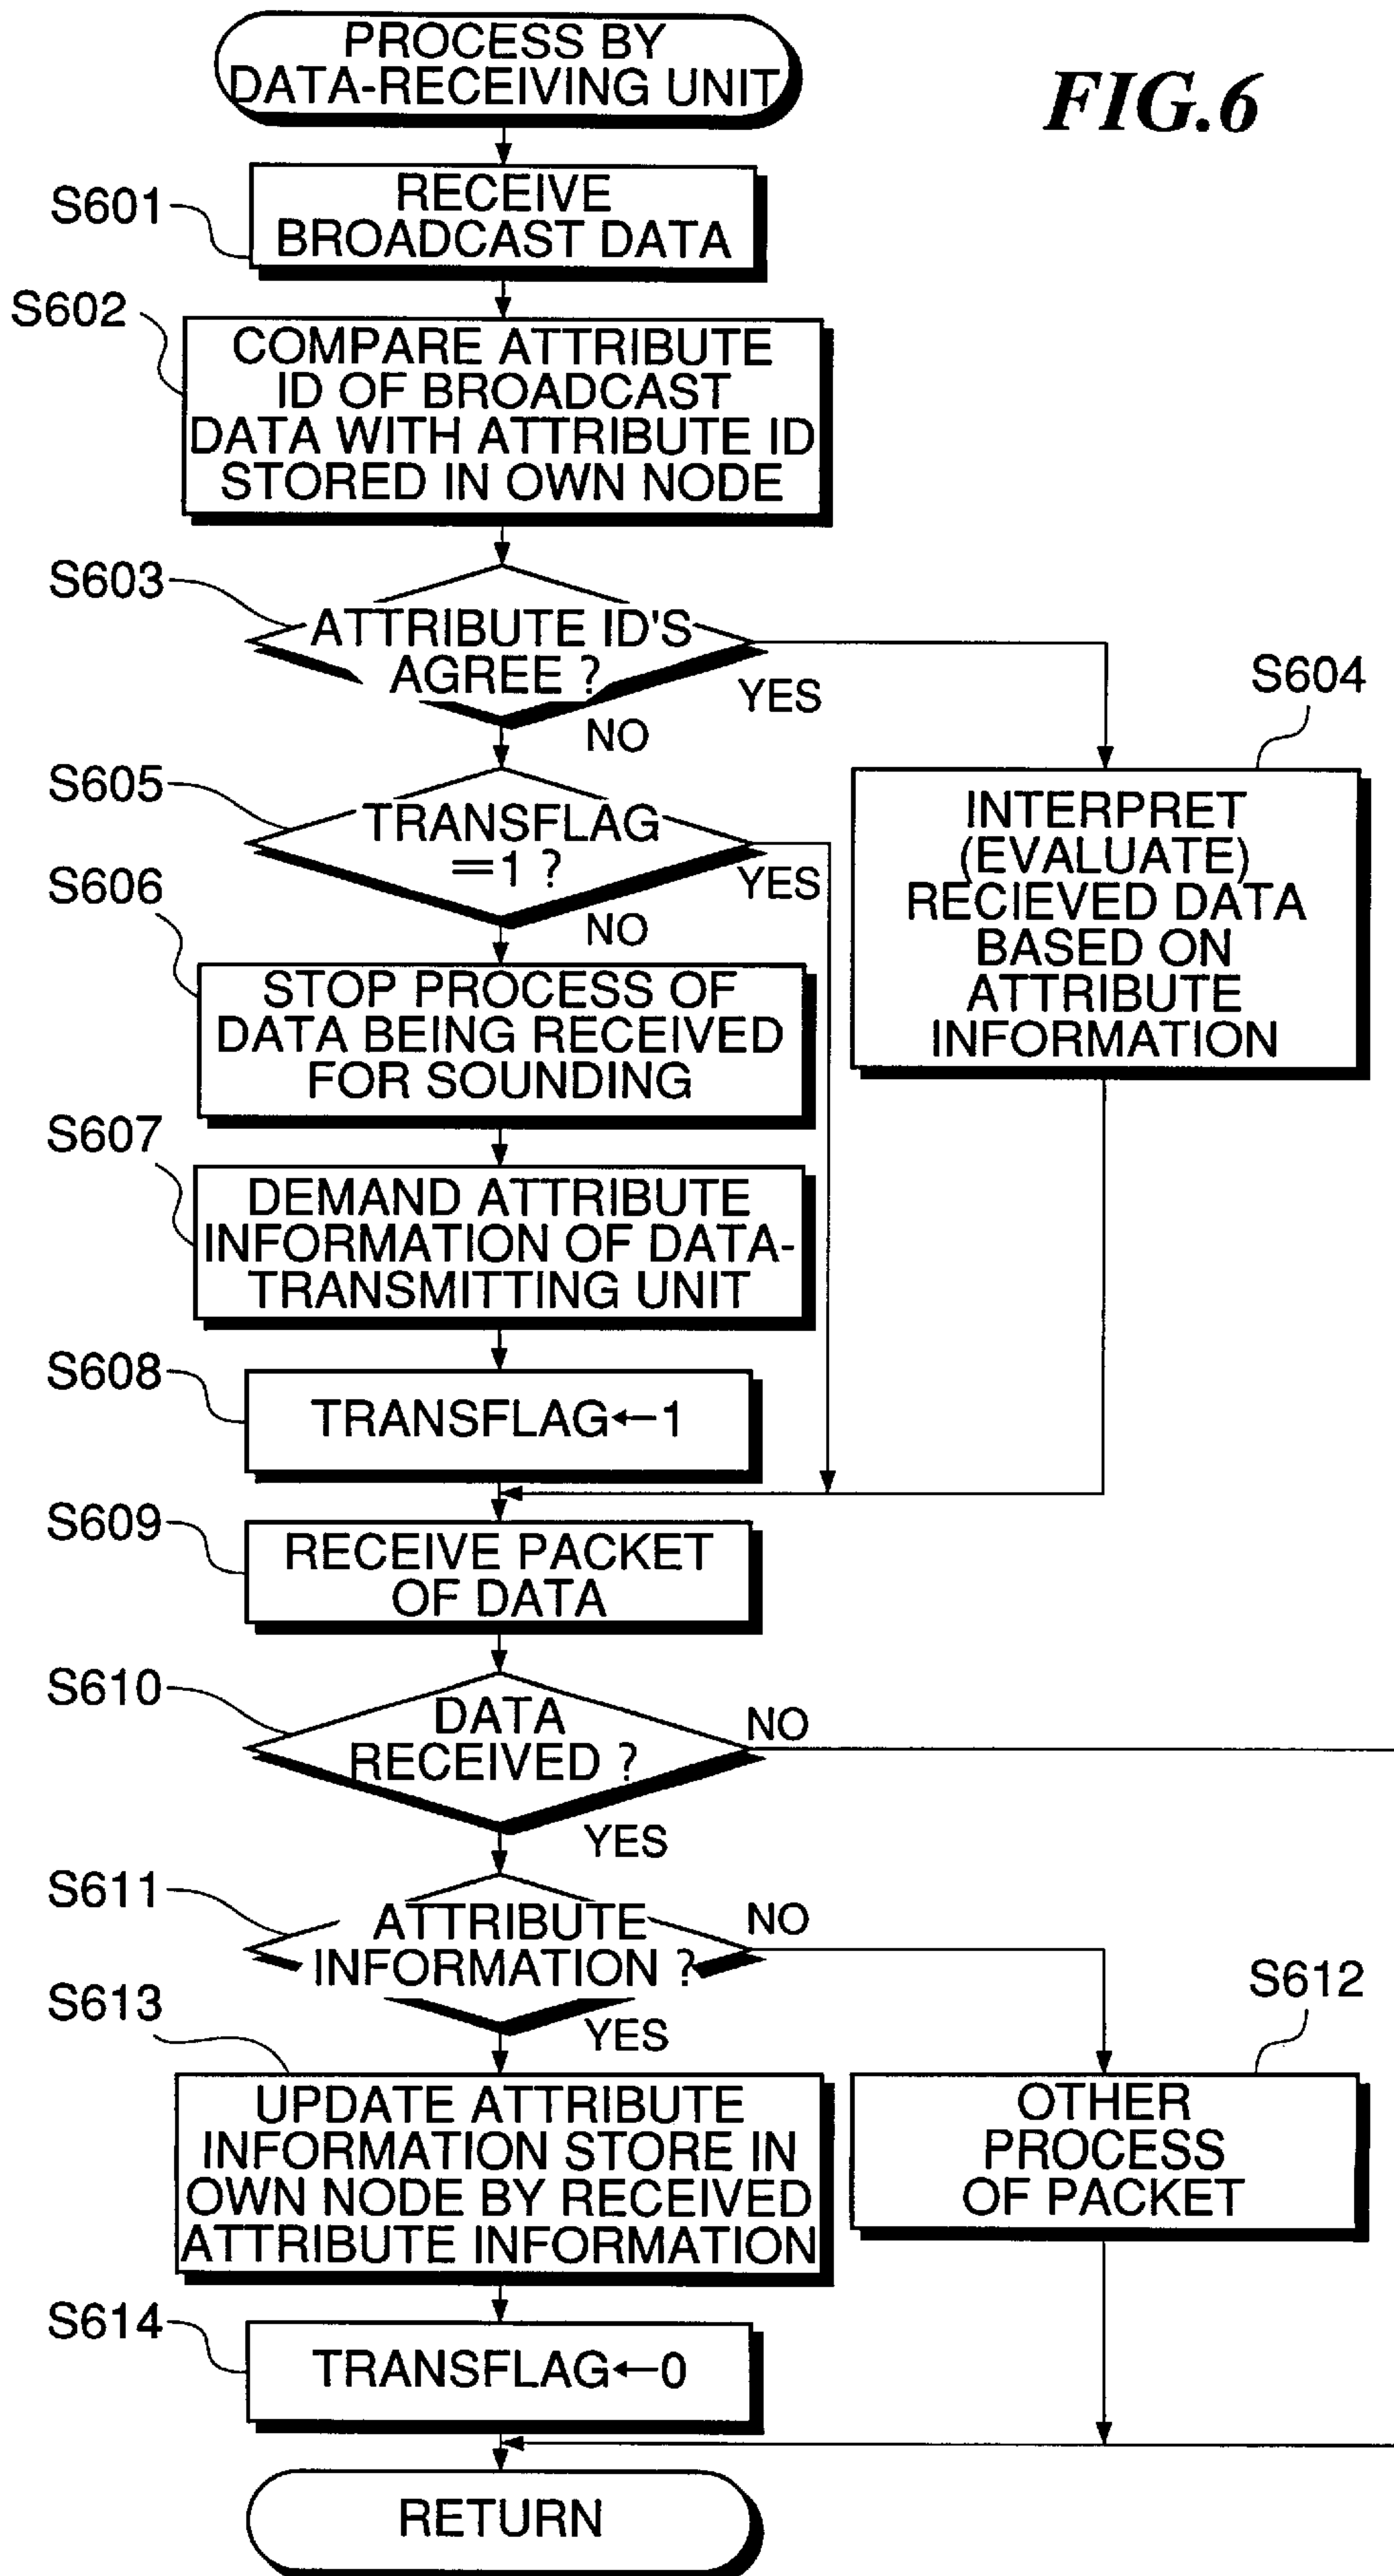 PROCESS BY
DATA-RECEIVING UNIT
FIG.6
S601
RECEIVE
BROADCAST DATA
S602
COMPARE ATTRIBUTE
ID OF BROADCAST
DATA WITH ATTRIBUTE ID
STORED IN OWN NODE
S603
ATTRIBUTE ID'S
AGREE ?
YES
NO
S604
INTERPRET
(EVALUATE)
RECIEVED DATA
BASED ON
ATTRIBUTE
INFORMATION
S605
TRANSFLAG
=1 ?
YES
NO
S606
STOP PROCESS OF
DATA BEING RECEIVED
FOR SOUNDING
S607
DEMAND ATTRIBUTE
INFORMATION OF DATA-
TRANSMITTING UNIT
S608
TRANSFLAG←1
S609
RECEIVE PACKET
OF DATA
S610
DATA
RECEIVED ?
NO
YES
S611
ATTRIBUTE
INFORMATION ?
NO
YES
S612
OTHER
PROCESS
OF PACKET
S613
UPDATE ATTRIBUTE
INFORMATION STORE IN
OWN NODE BY RECEIVED
ATTRIBUTE INFORMATION
S614
TRANSFLAG←0
RETURN